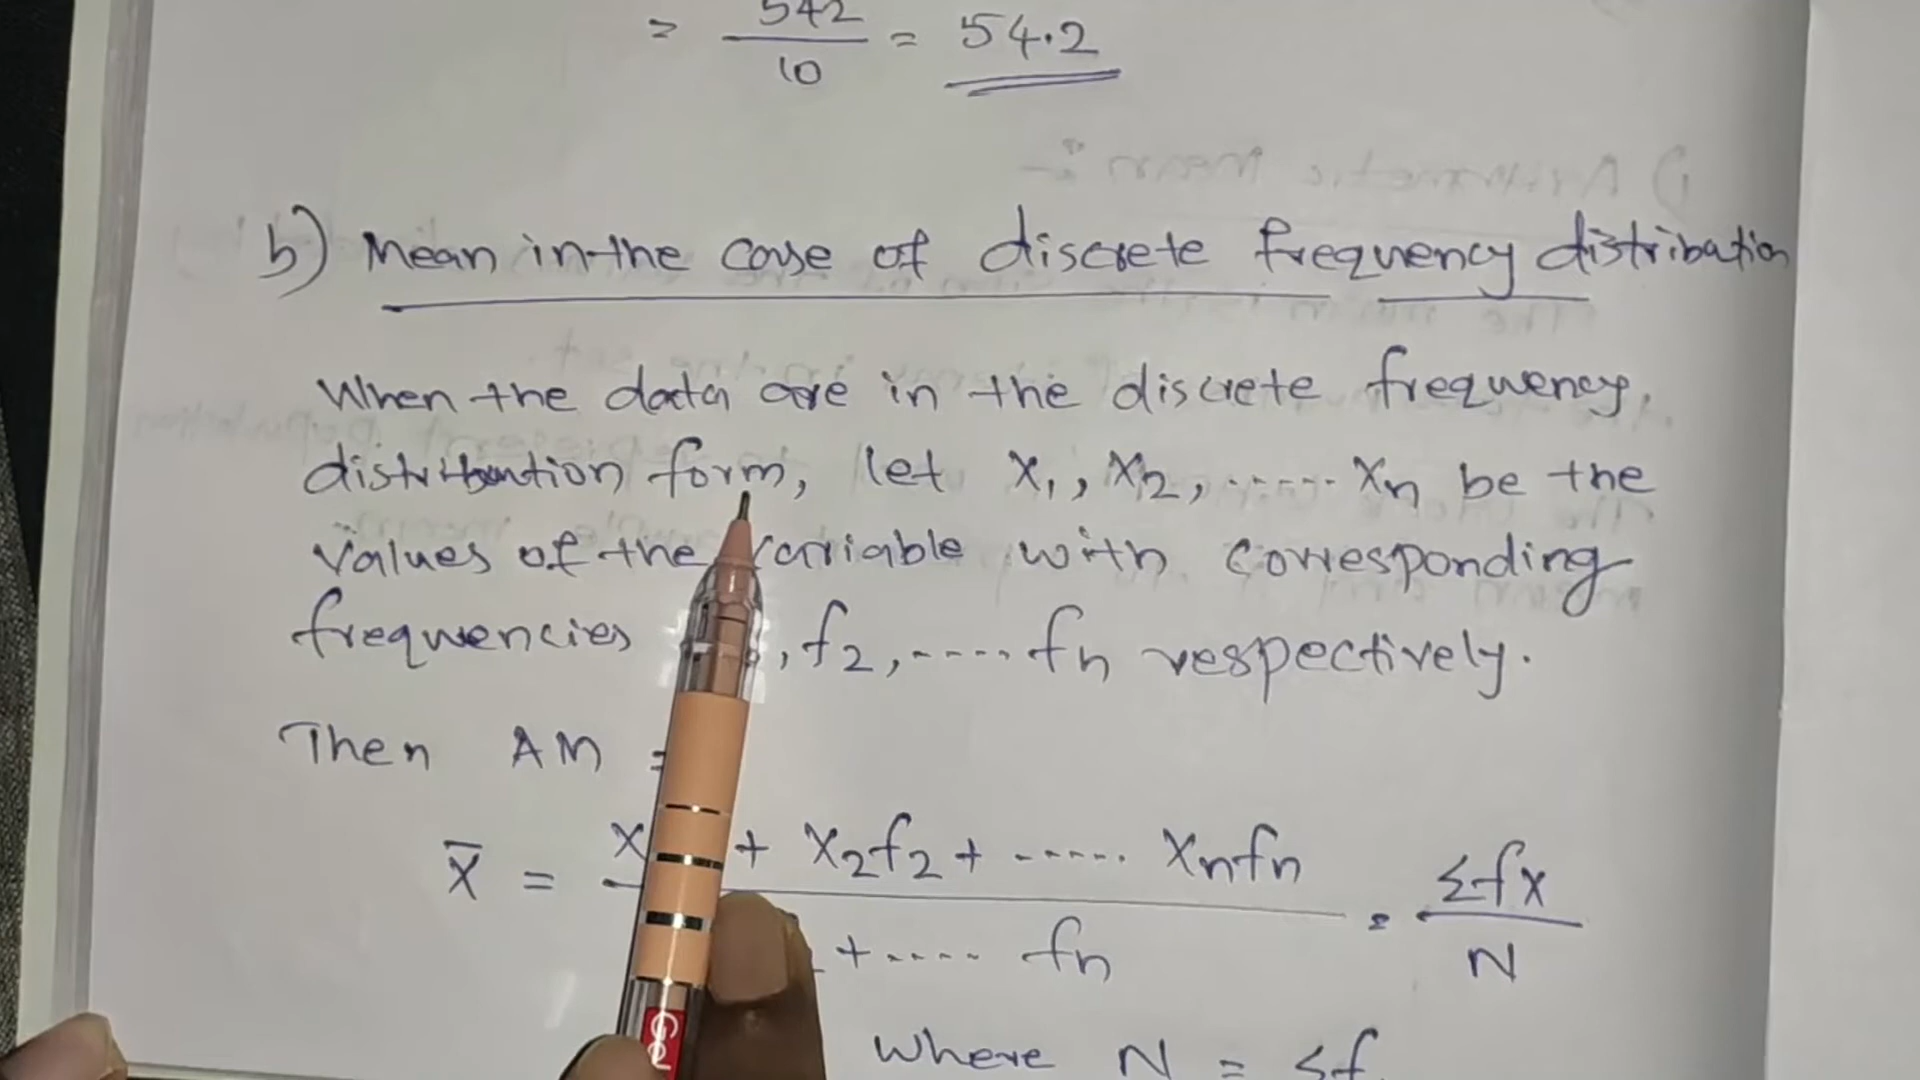 = 542/10 = 54.2
b) Mean in the case of discrete frequency distribution
When the data are in the discrete frequency,
distribution form, let x₁, x₂, ..... xₙ be the
values of the variable with corresponding
frequencies , f₂, .... fₙ respectively.
Then AM =
x̄ = x + x₂f₂ + ..... xₙfₙ / + .... fₙ = Σfx / N
Where N = Σf